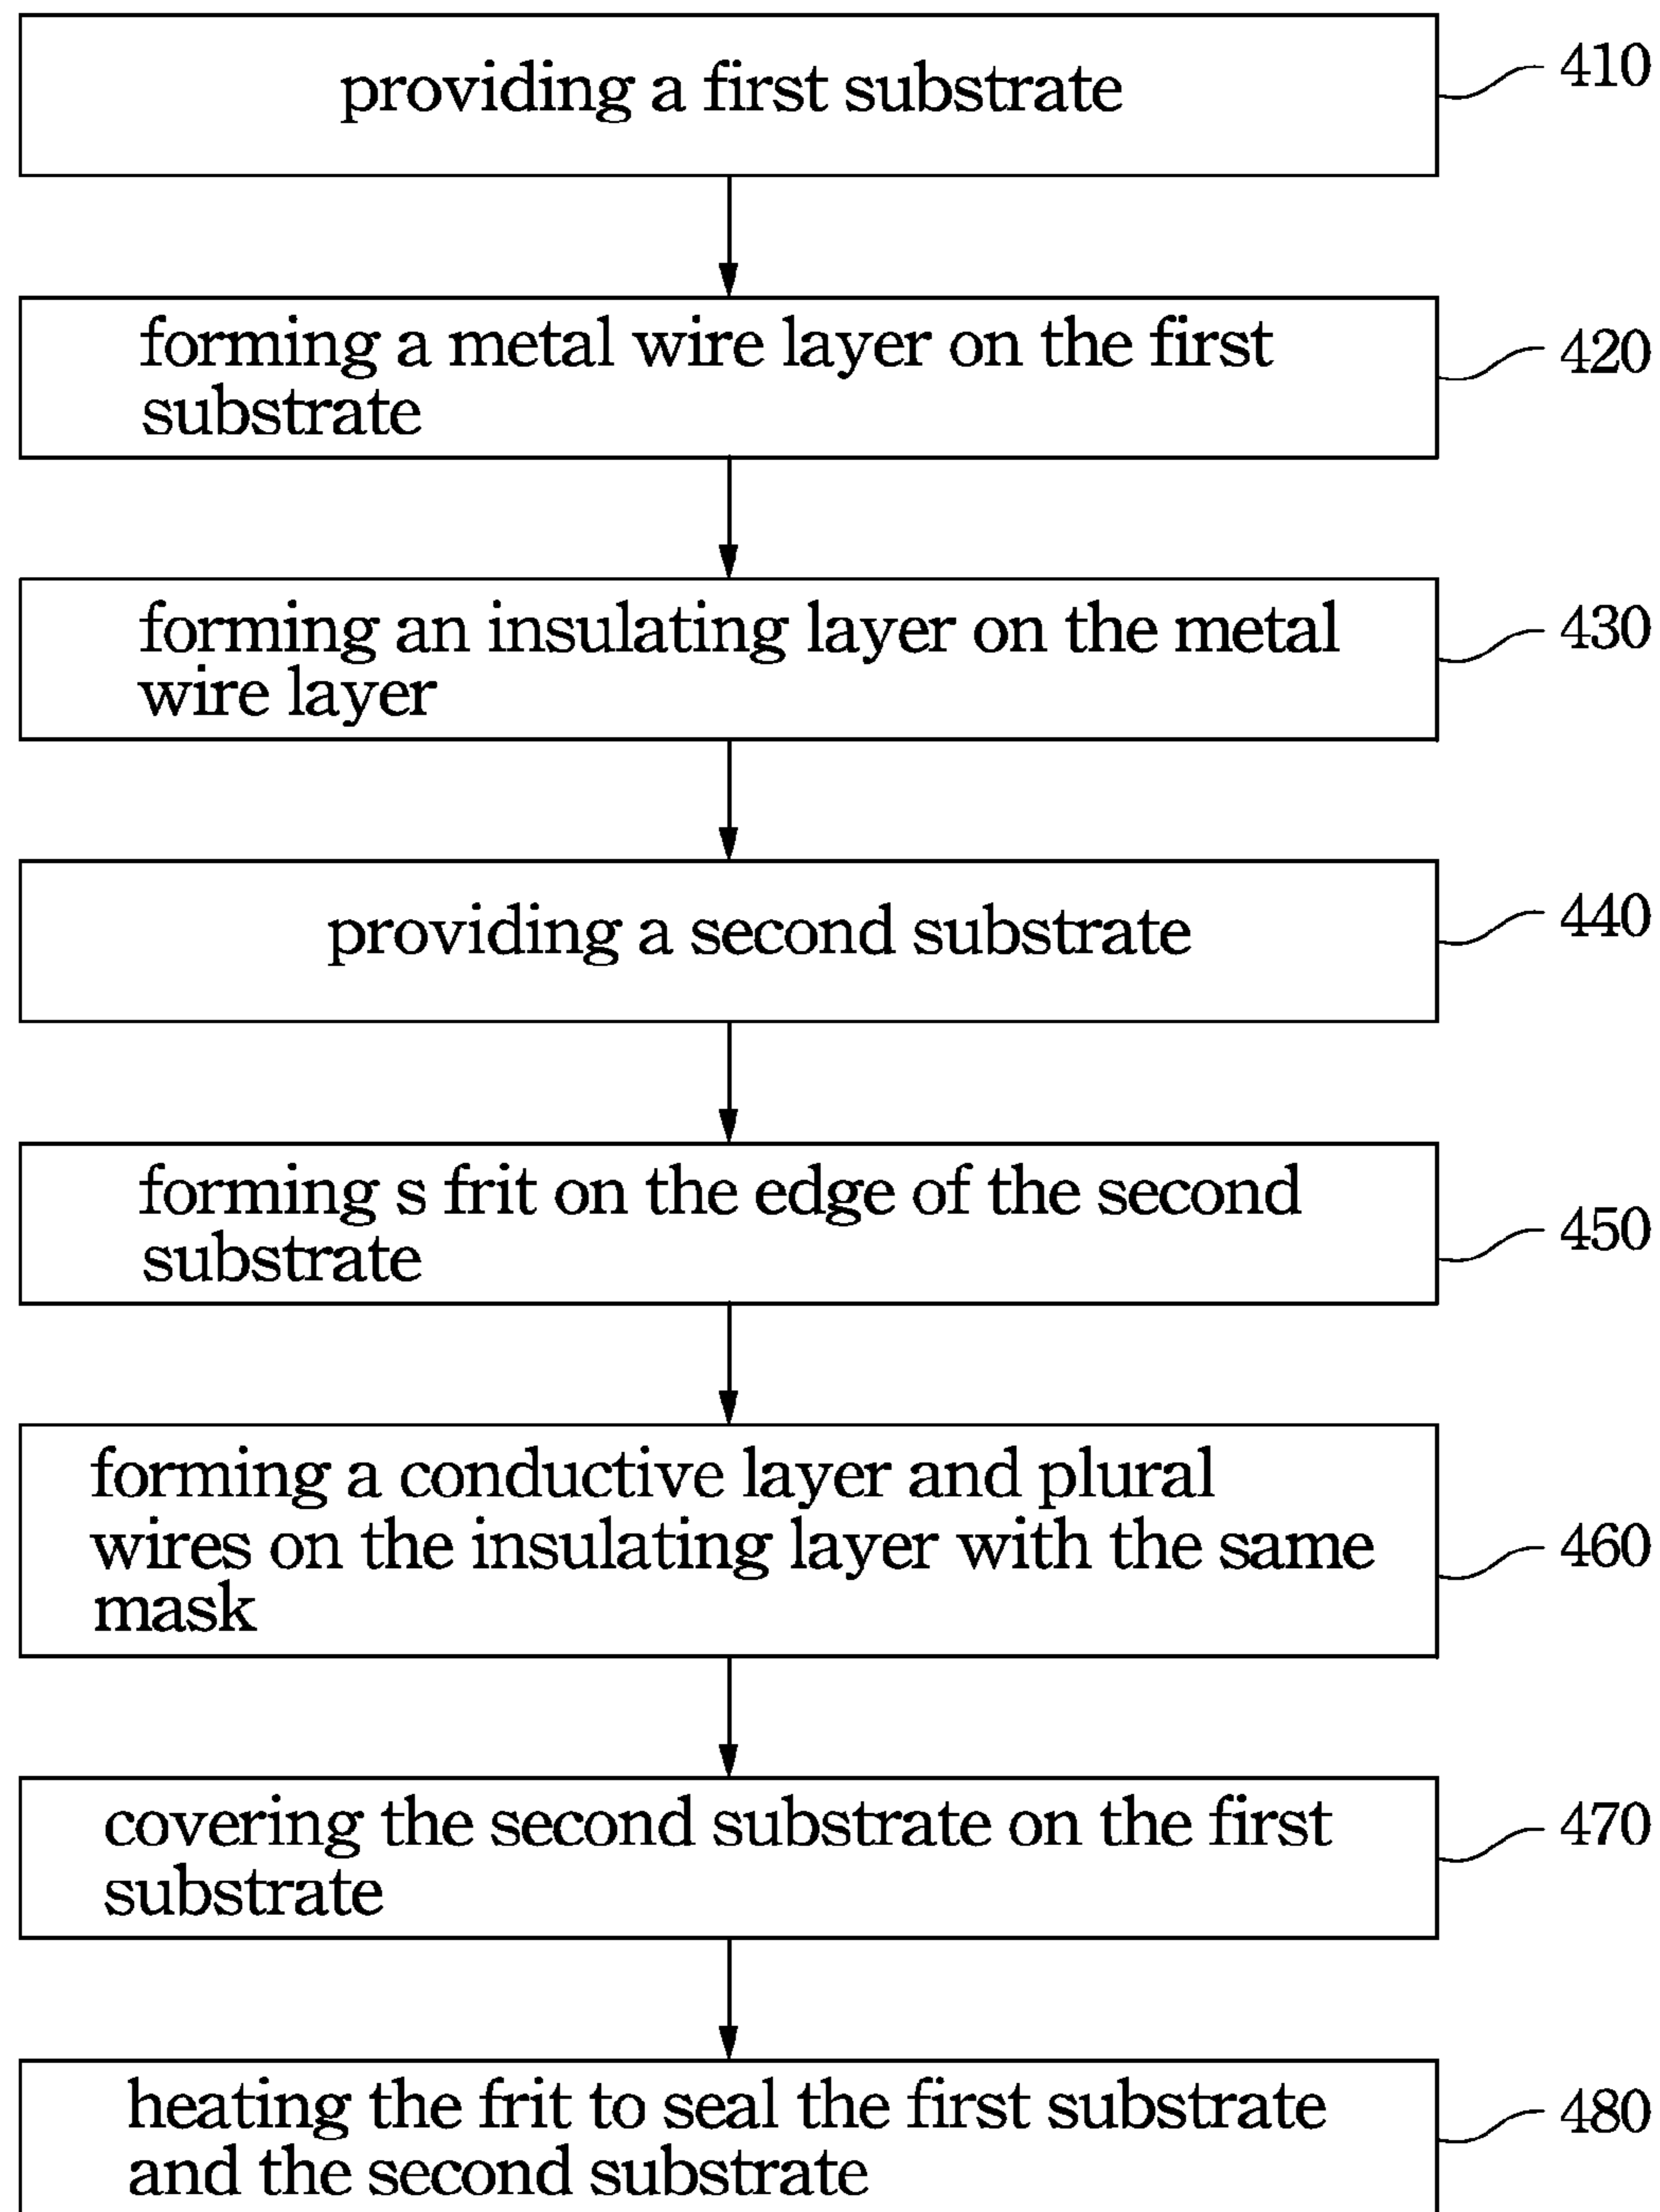 providing a first substrate
410
forming a metal wire layer on the first
substrate
420
forming an insulating layer on the metal
wire layer
430
providing a second substrate
440
forming s frit on the edge of the second
substrate
450
forming a conductive layer and plural
wires on the insulating layer with the same
mask
460
covering the second substrate on the first
substrate
470
heating the frit to seal the first substrate
and the second substrate
480